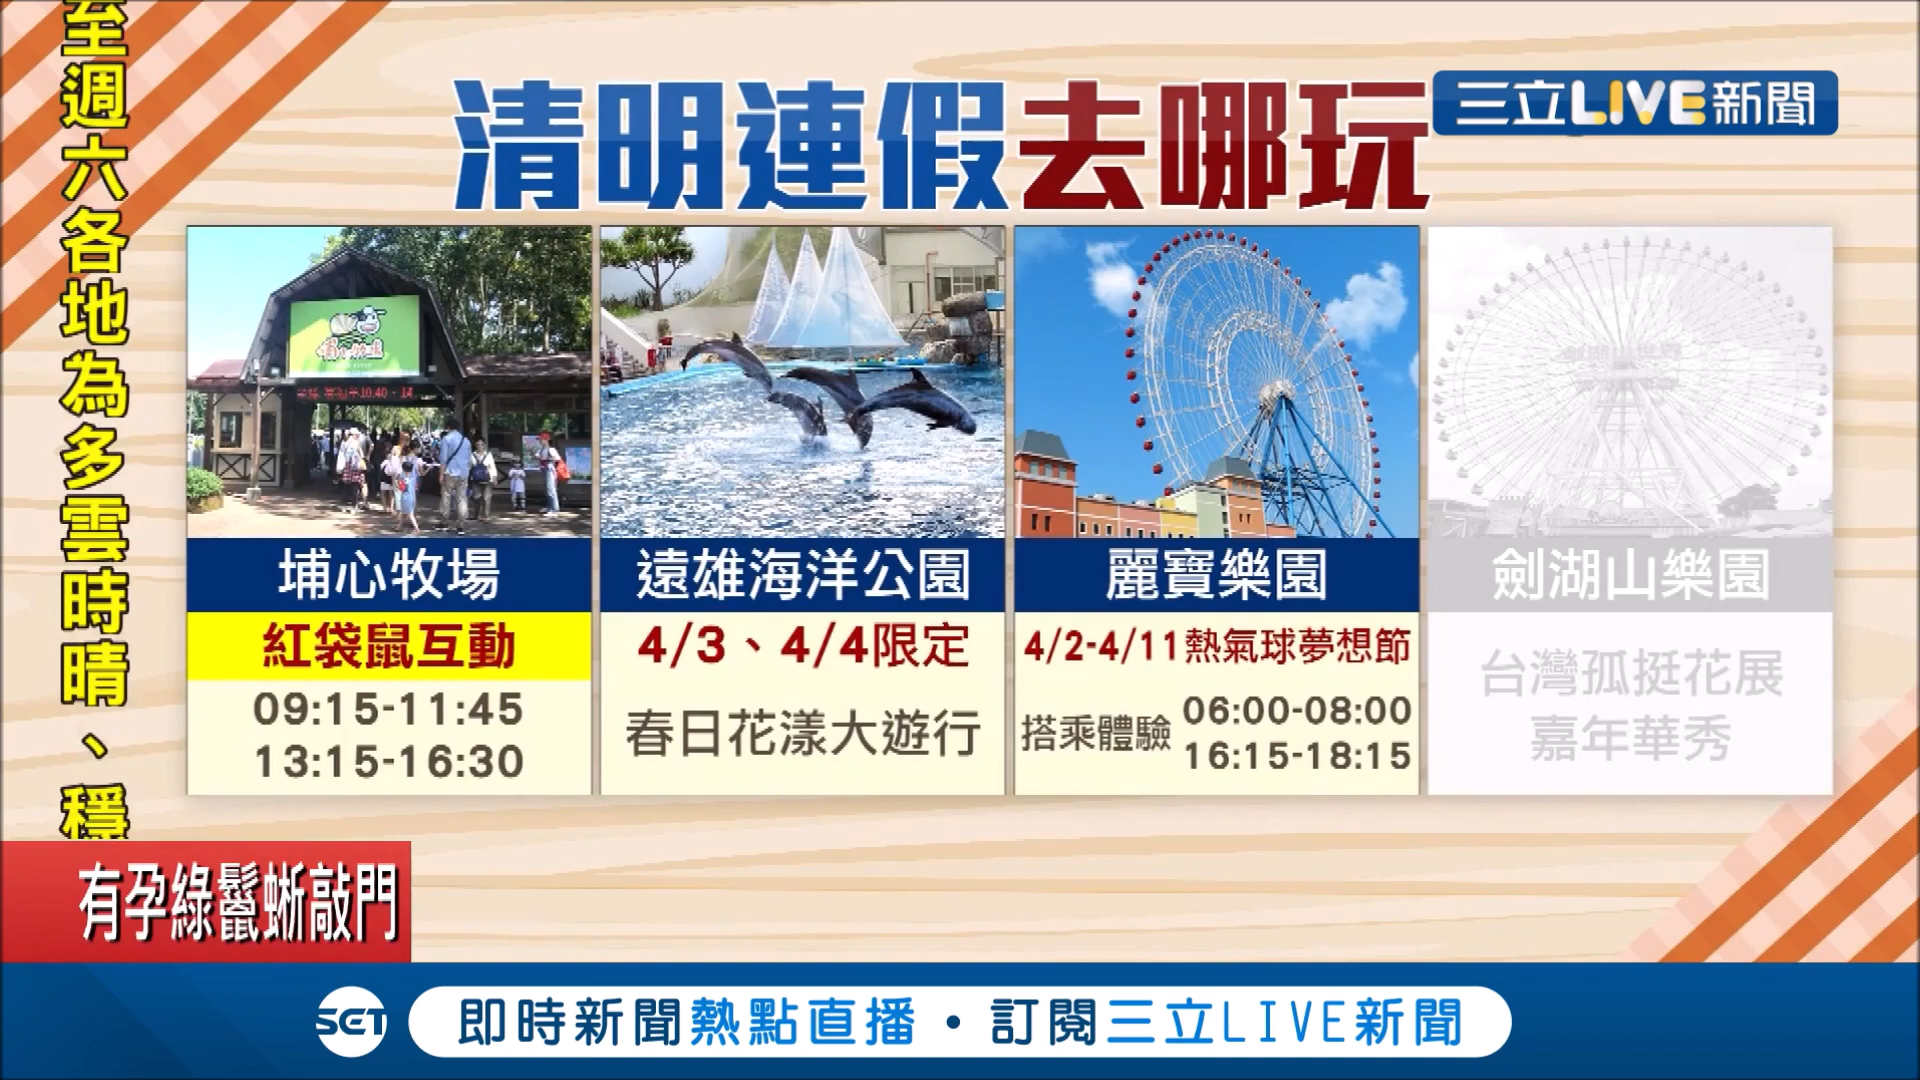 至週六各地為多雲時晴、穩
清明連假去哪玩
三立LIVE新聞
埔心牧場
紅袋鼠互動
09:15-11:45
13:15-16:30
遠雄海洋公園
4/3、4/4限定
春日花漾大遊行
麗寶樂園
4/2-4/11熱氣球夢想節
搭乘體驗
06:00-08:00
16:15-18:15
劍湖山世界
劍湖山樂園
台灣孤挺花展
嘉年華秀
有孕綠鬣蜥敲門
SET
即時新聞熱點直播・訂閱三立LIVE新聞